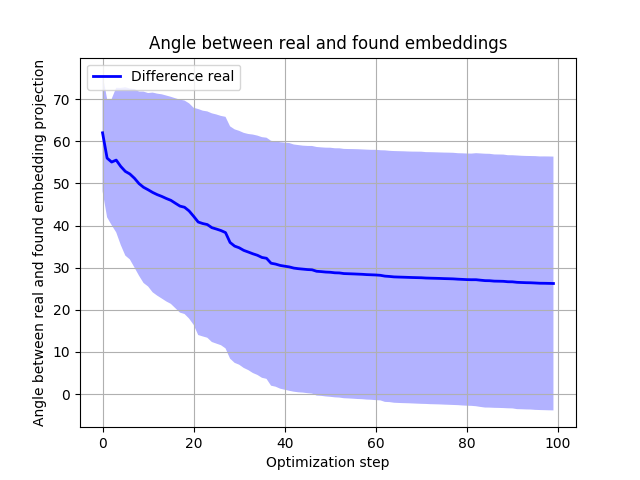 Angle between real and found embeddings
Difference real
Angle between real and found embedding projection
70
60
50
40
30
20
10
0
0 20 40 60 80 100
Optimization step